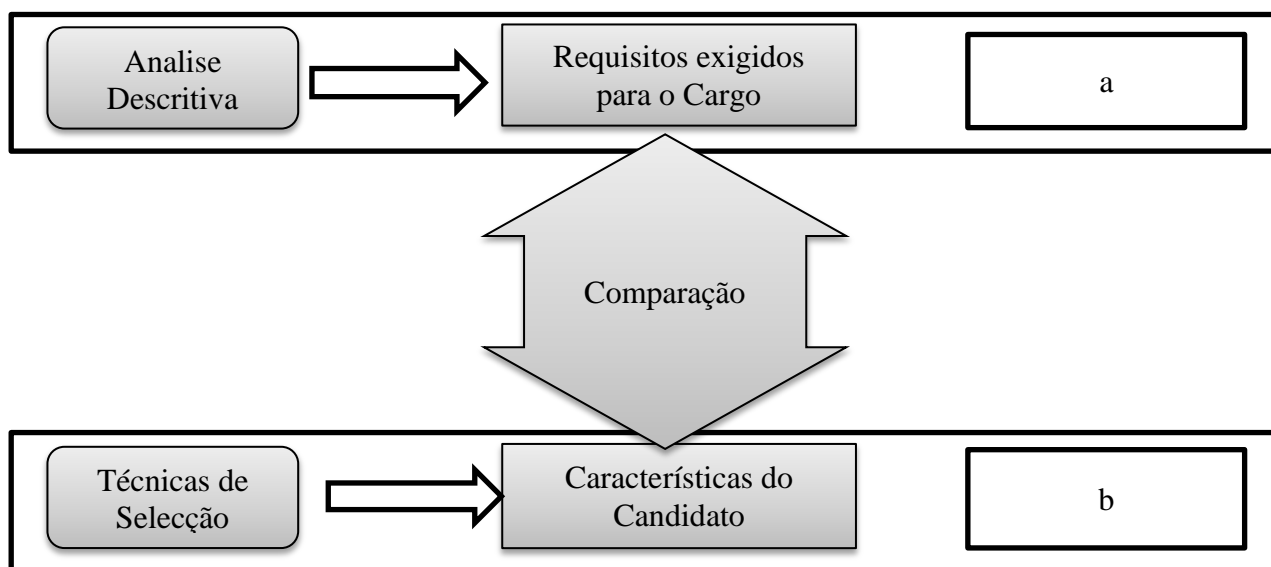 Analise
Descritiva
Requisitos exigidos
para o Cargo
a
Comparação
Técnicas de
Selecção
Características do
Candidato
b